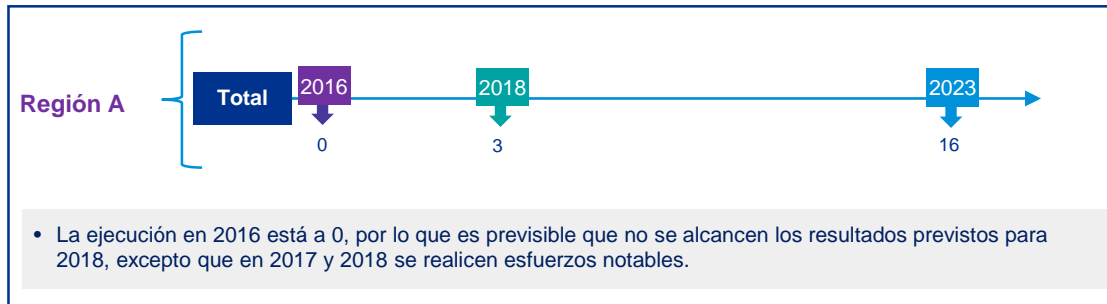 Región A
Total
2016
2018
2023
0
3
16
• La ejecución en 2016 está a 0, por lo que es previsible que no se alcancen los resultados previstos para
2018, excepto que en 2017 y 2018 se realicen esfuerzos notables.